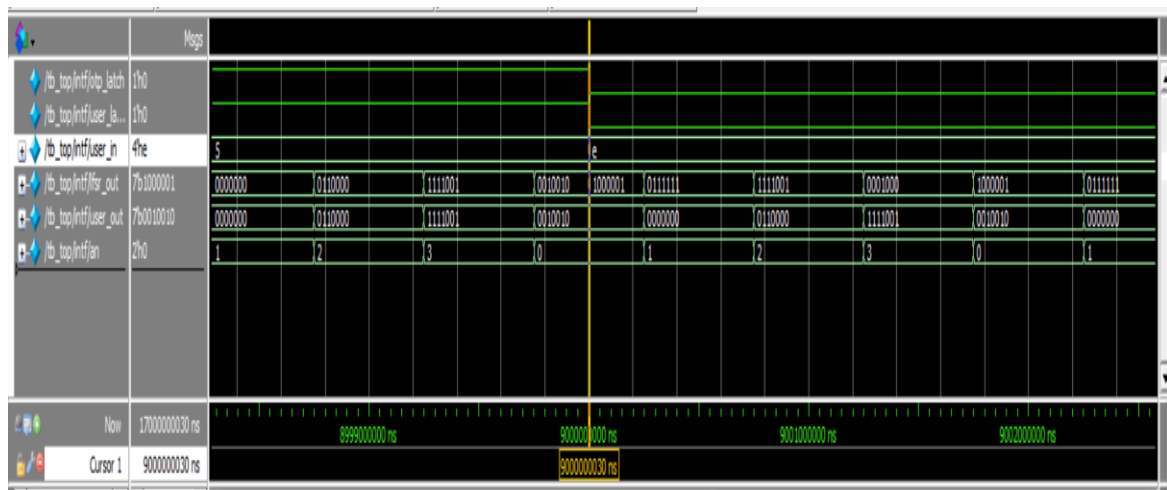 Msgs
/tb_top/intf/otp_latch 1'h0
/tb_top/intf/user_la... 1'h0
/tb_top/intf/user_in 4'he 5 e
/tb_top/intf/lfsr_out 7'b1000001 0000000 0110000 1111001 0010010 1000001 0111111 1111001 0001000 1000001 0111111
/tb_top/intf/user_out 7'b0010010 0000000 0110000 1111001 0010010 0000000 0110000 1111001 0010010 0000000
/tb_top/intf/an 2'h0 1 2 3 0 1 2 3 0 1
Now 17000000030 ns 8999000000 ns 9000000000 ns 9001000000 ns 9002000000 ns
Cursor 1 9000000030 ns 9000000030 ns